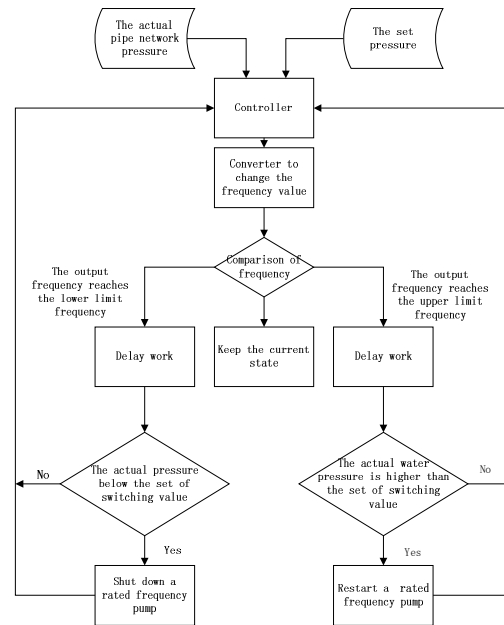 The actual
pipe network
pressure
The set
pressure
Controller
Converter to
change the
frequency value
Comparison of
frequency
The output
frequency reaches
the lower limit
frequency
The output
frequency reaches
the upper limit
frequency
Delay work
Keep the current
state
Delay work
No
The actual pressure
below the set of
switching value
The actual water
pressure is higher than
the set of switching
value
No
Yes
Yes
Shut down a
rated frequency
pump
Restart a rated
frequency pump